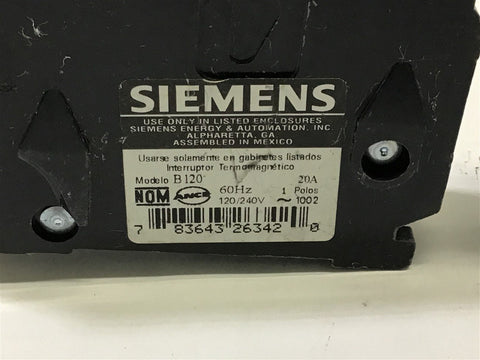 SIEMENS
USE ONLY IN LISTED ENCLOSURES
SIEMENS ENERGY & AUTOMATION, INC
ALPHARETTA, GA
ASSEMBLED IN MEXICO
Usarse solamente en gabinetes listados
Interruptor Termomagnético
Modelo B120 20A
NOM ANCE 60Hz 1 Polos
120/240V ~ 1002
7 83643 26342 0